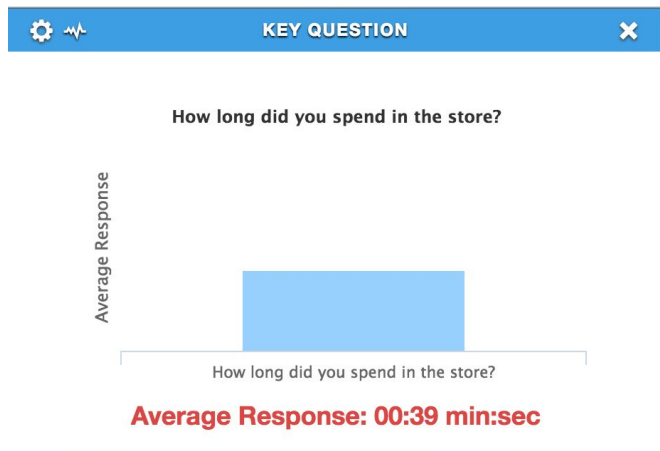 KEY QUESTION
How long did you spend in the store?
Average Response
How long did you spend in the store?
Average Response: 00:39 min:sec